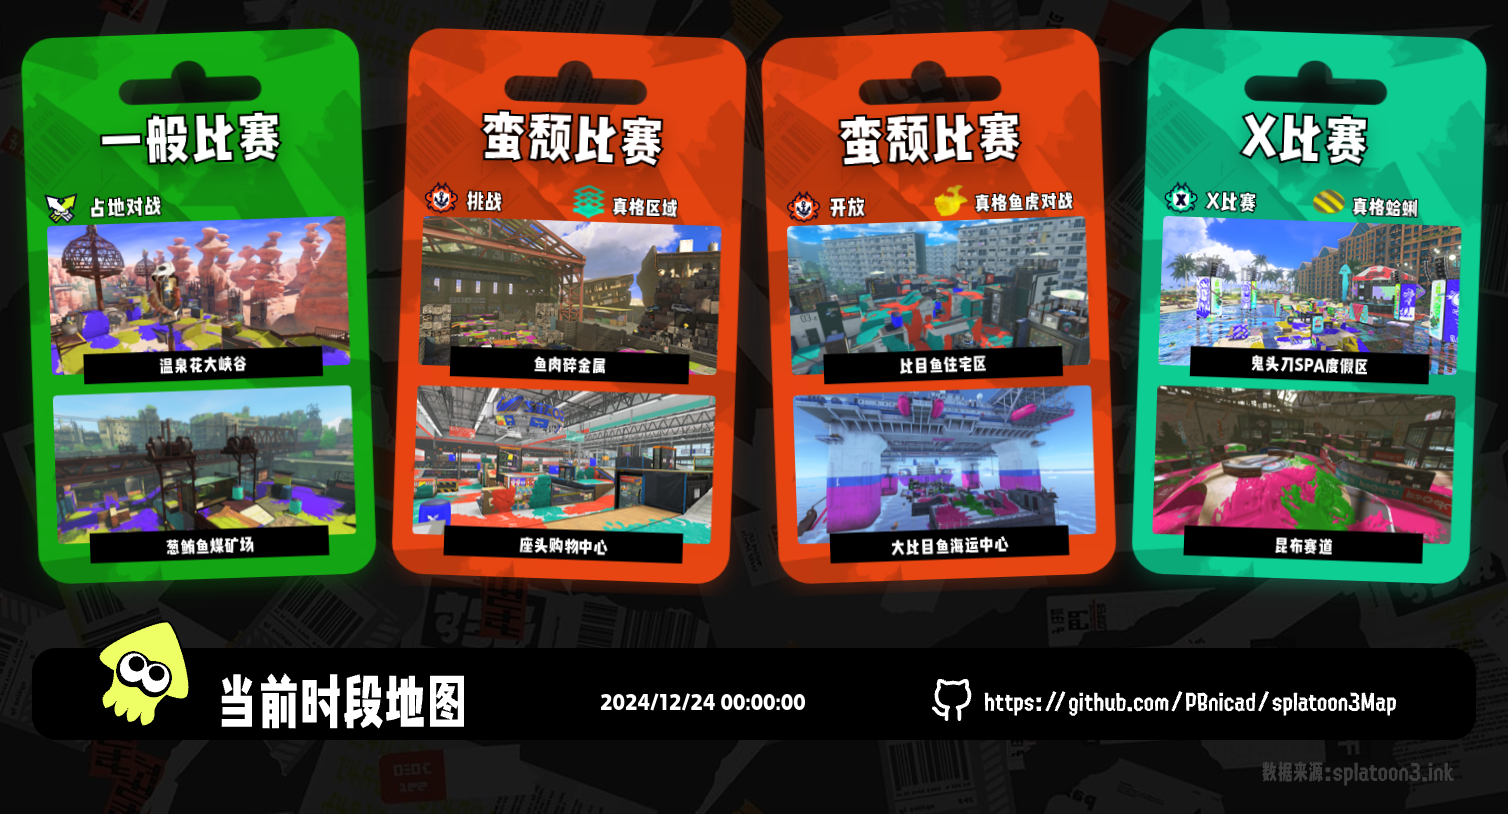 一般比赛
占地对战
温泉花大峡谷
葱鲔鱼煤矿场
蛮颓比赛
挑战
真格区域
鱼肉碎金属
座头购物中心
蛮颓比赛
开放
真格鱼虎对战
比目鱼住宅区
大比目鱼海运中心
X比赛
X比赛
真格蛤蜊
鬼头刀SPA度假区
昆布赛道
当前时段地图
2024/12/24 00:00:00
https://github.com/PBnicad/splatoon3Map
数据来源:splatoon3.ink